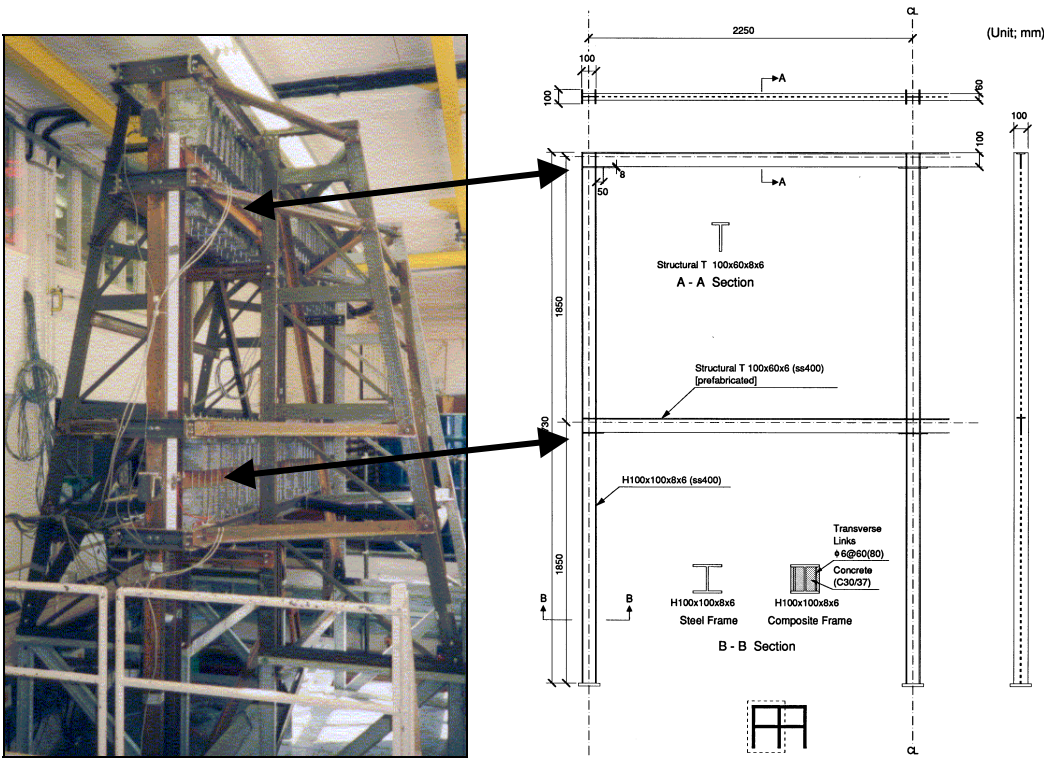 CL
(Unit; mm)
2250
100
A
100
60
100
100
8
50
A
Structural T 100x60x8x6
A - A Section
1850
Structural T 100x60x6 (ss400)
[prefabricated]
H100x100x8x6 (ss400)
Transverse
Links
ϕ6@60(80)
Concrete
(C30/37)
1850
B
B
H100x100x8x6
H100x100x8x6
Steel Frame
Composite Frame
B - B Section
CL